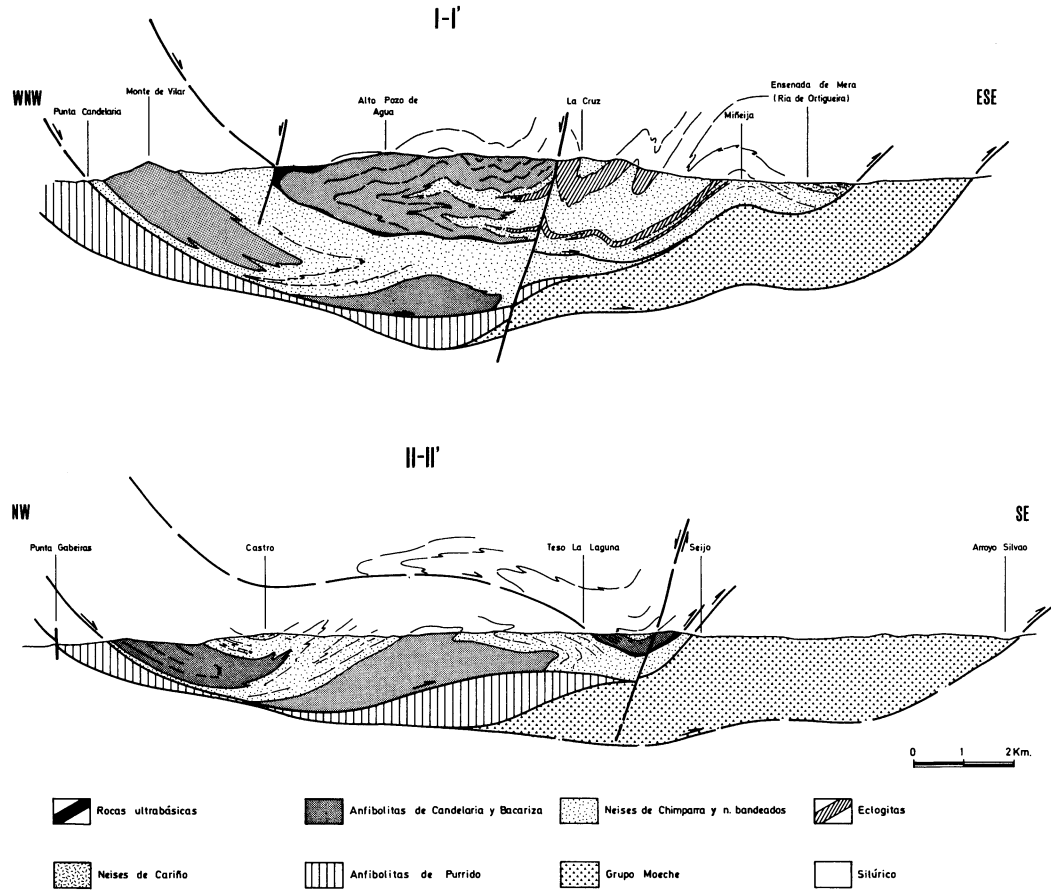 I-I'
WNW
ESE
Punta Candelaria
Monte de Vilar
Alto Pozo de
Agua
La Cruz
Miñeija
Ensenada de Mera
(Ria de Ortigueira)
II-II'
NW
SE
Punta Gabeiras
Castro
Teso La Laguna
Seijo
Arroyo Silvao
0 1 2 Km.
Rocas ultrabásicas
Anfibolitas de Candelaria y Bacariza
Neises de Chimparra y n. bandeados
Eclogitas
Neises de Cariño
Anfibolitas de Purrido
Grupo Moeche
Silúrico